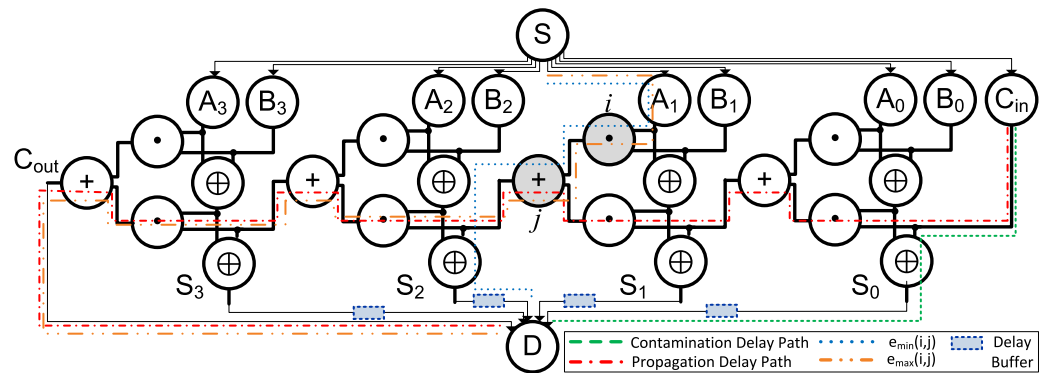 S
A3 B3 A2 B2 i A1 B1 A0 B0 Cin
Cout
+ + + +
j
S3 S2 S1 S0
D
Contamination Delay Path
Propagation Delay Path
emin(i,j)
emax(i,j)
Delay
Buffer